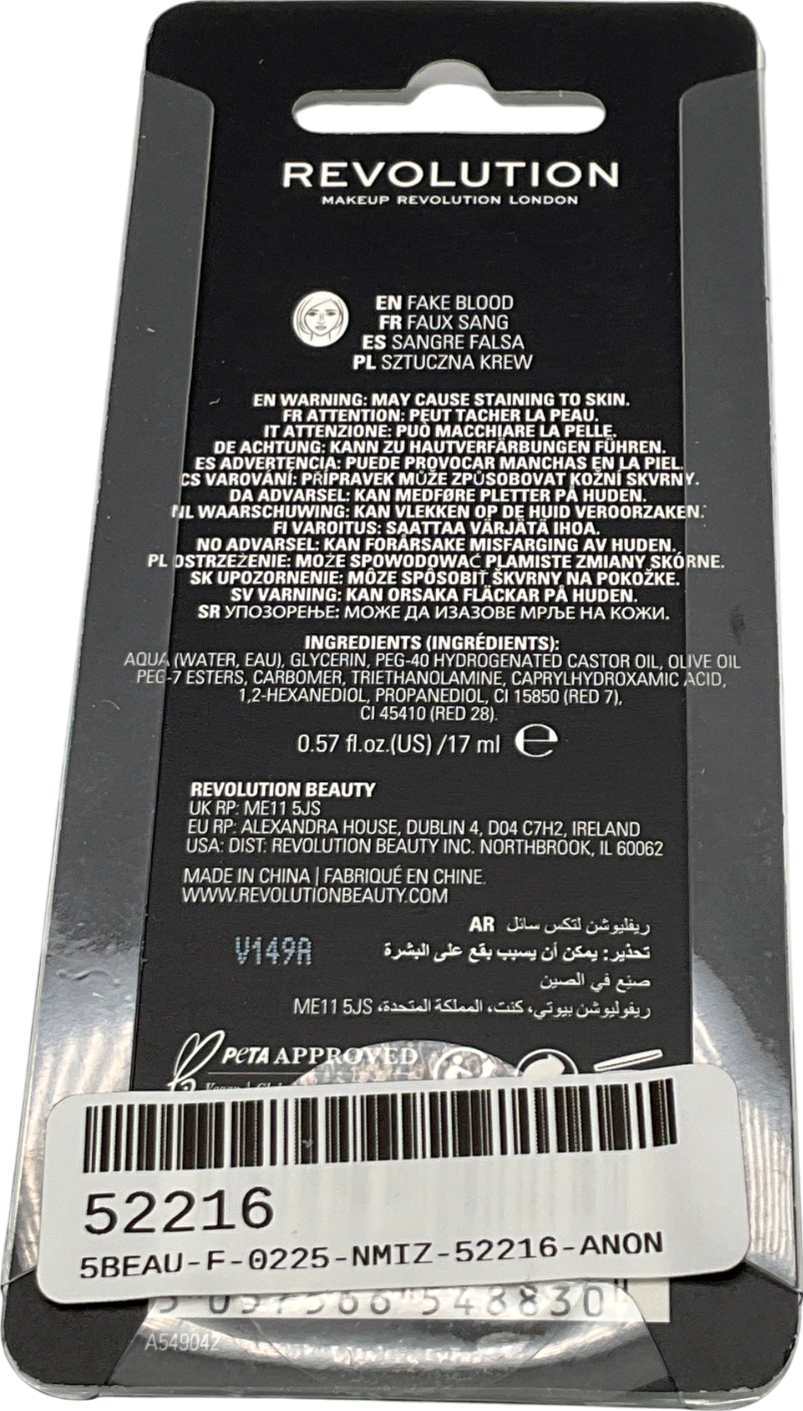 REVOLUTION
MAKEUP REVOLUTION LONDON
EN FAKE BLOOD
FR FAUX SANG
ES SANGRE FALSA
PL SZTUCZNA KREW
EN WARNING: MAY CAUSE STAINING TO SKIN.
FR ATTENTION: PEUT TACHER LA PEAU.
IT ATTENZIONE: PUÒ MACCHIARE LA PELLE.
DE ACHTUNG: KANN ZU HAUTVERFÄRBUNGEN FÜHREN.
ES ADVERTENCIA: PUEDE PROVOCAR MANCHAS EN LA PIEL.
CS VAROVÁNÍ: PŘÍPRAVEK MŮŽE ZPŮSOBOVAT KOŽNÍ SKVRNY.
DA ADVARSEL: KAN MEDFØRE PLETTER PÅ HUDEN.
NL WAARSCHUWING: KAN VLEKKEN OP DE HUID VEROORZAKEN.
FI VAROITUS: SAATTAA VÄRJÄTÄ IHOA.
NO ADVARSEL: KAN FORÅRSAKE MISFARGING AV HUDEN.
PL OSTRZEŻENIE: MOŻE SPOWODOWAĆ PLAMISTE ZMIANY SKÓRNE.
SK UPOZORNENIE: MÔZE SPÔSOBIŤ ŠKVRNY NA POKOŽKE.
SV VARNING: KAN ORSAKA FLÄCKAR PÅ HUDEN.
SR УПОЗОРЕЊЕ: МОЖЕ ДА ИЗАЗОВЕ МРЉЕ НА КОЖИ.
INGREDIENTS (INGRÉDIENTS):
AQUA (WATER, EAU), GLYCERIN, PEG-40 HYDROGENATED CASTOR OIL, OLIVE OIL
PEG-7 ESTERS, CARBOMER, TRIETHANOLAMINE, CAPRYLHYDROXAMIC ACID,
1,2-HEXANEDIOL, PROPANEDIOL, CI 15850 (RED 7),
CI 45410 (RED 28).
0.57 fl.oz.(US) /17 ml ℮
REVOLUTION BEAUTY
UK RP: ME11 5JS
EU RP: ALEXANDRA HOUSE, DUBLIN 4, D04 C7H2, IRELAND
USA: DIST: REVOLUTION BEAUTY INC. NORTHBROOK, IL 60062
MADE IN CHINA | FABRIQUÉ EN CHINE.
WWW.REVOLUTIONBEAUTY.COM
AR ريفليوشن لتكس سائل
V149A
تحذير: يمكن أن يسبب بقع على البشرة
صنع في الصين
ريفوليوشن بيوتي، كنت، المملكة المتحدة، ME11 5JS
PETA APPROVED
52216
5BEAU-F-0225-NMIZ-52216-ANON
548830
A549042